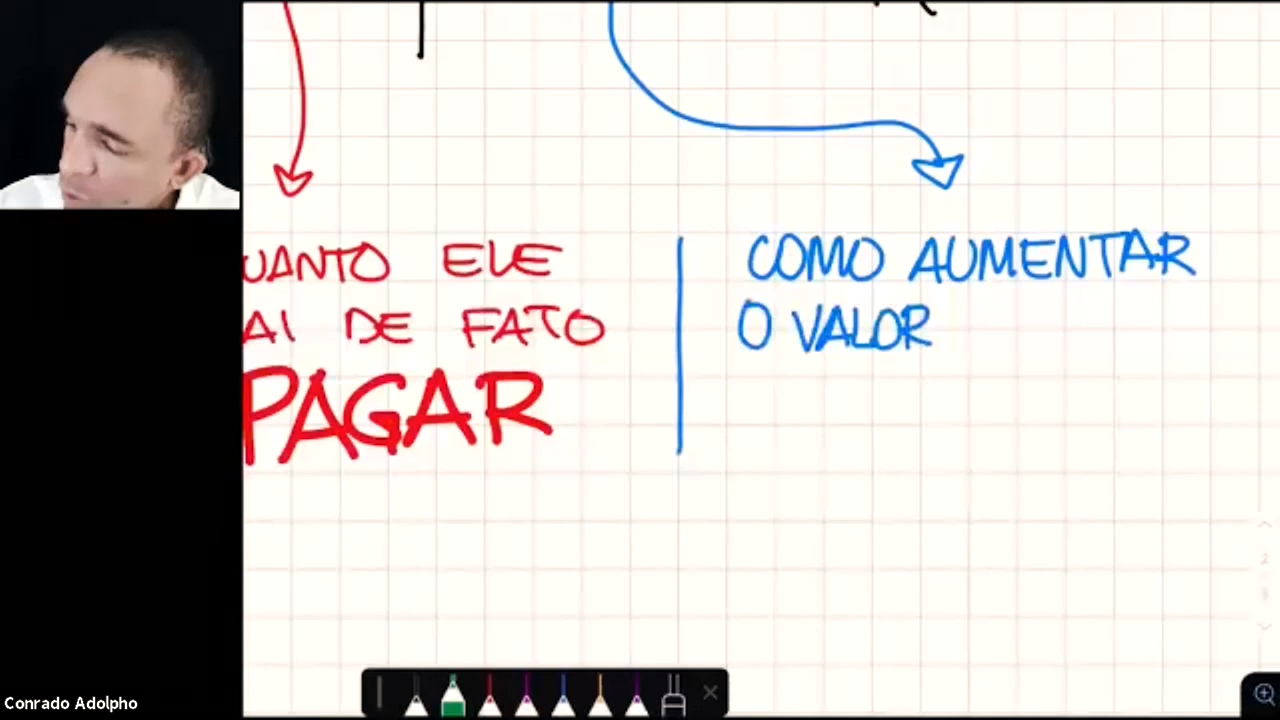 UANTO ELE
AI DE FATO
PAGAR
COMO AUMENTAR
O VALOR
Conrado Adolpho